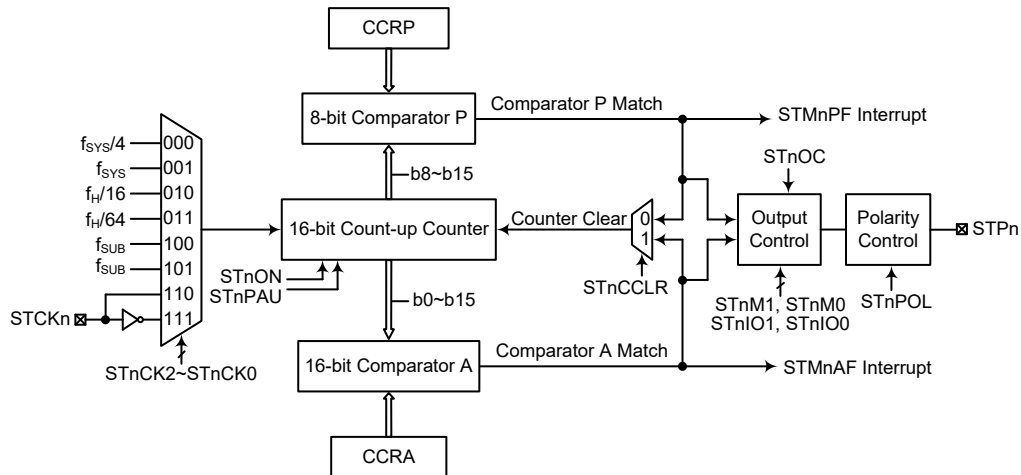 CCRP
8-bit Comparator P
Comparator P Match
STMnPF Interrupt
b8~b15
fSYS/4
fSYS
fH/16
fH/64
fSUB
fSUB
000
001
010
011
100
101
110
111
STCKn
STnCK2~STnCK0
16-bit Count-up Counter
STnON
STnPAU
Counter Clear
0
1
STnCCLR
STnOC
Output
Control
Polarity
Control
STPn
STnM1, STnM0
STnIO1, STnIO0
STnPOL
b0~b15
16-bit Comparator A
Comparator A Match
STMnAF Interrupt
CCRA